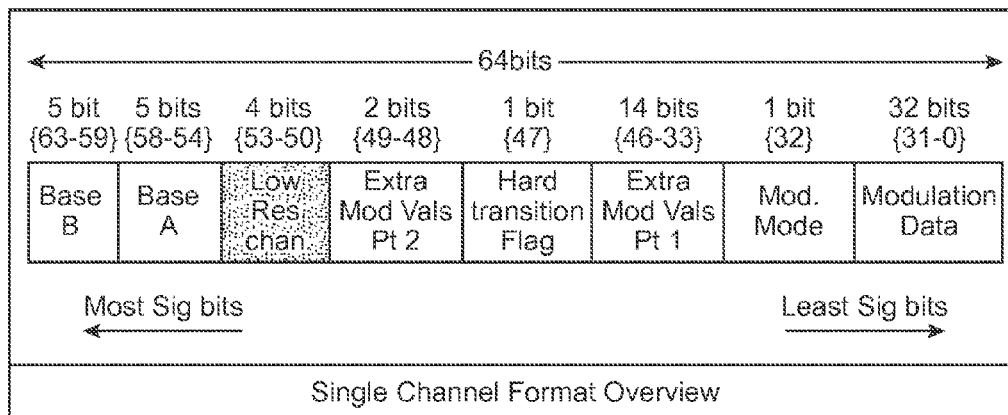 64bits
5 bit 5 bits 4 bits 2 bits 1 bit 14 bits 1 bit 32 bits
{63-59} {58-54} {53-50} {49-48} {47} {46-33} {32} {31-0}
Base B
Base A
Low Res chan
Extra Mod Vals Pt 2
Hard transition Flag
Extra Mod Vals Pt 1
Mod. Mode
Modulation Data
Most Sig bits
Least Sig bits
Single Channel Format Overview